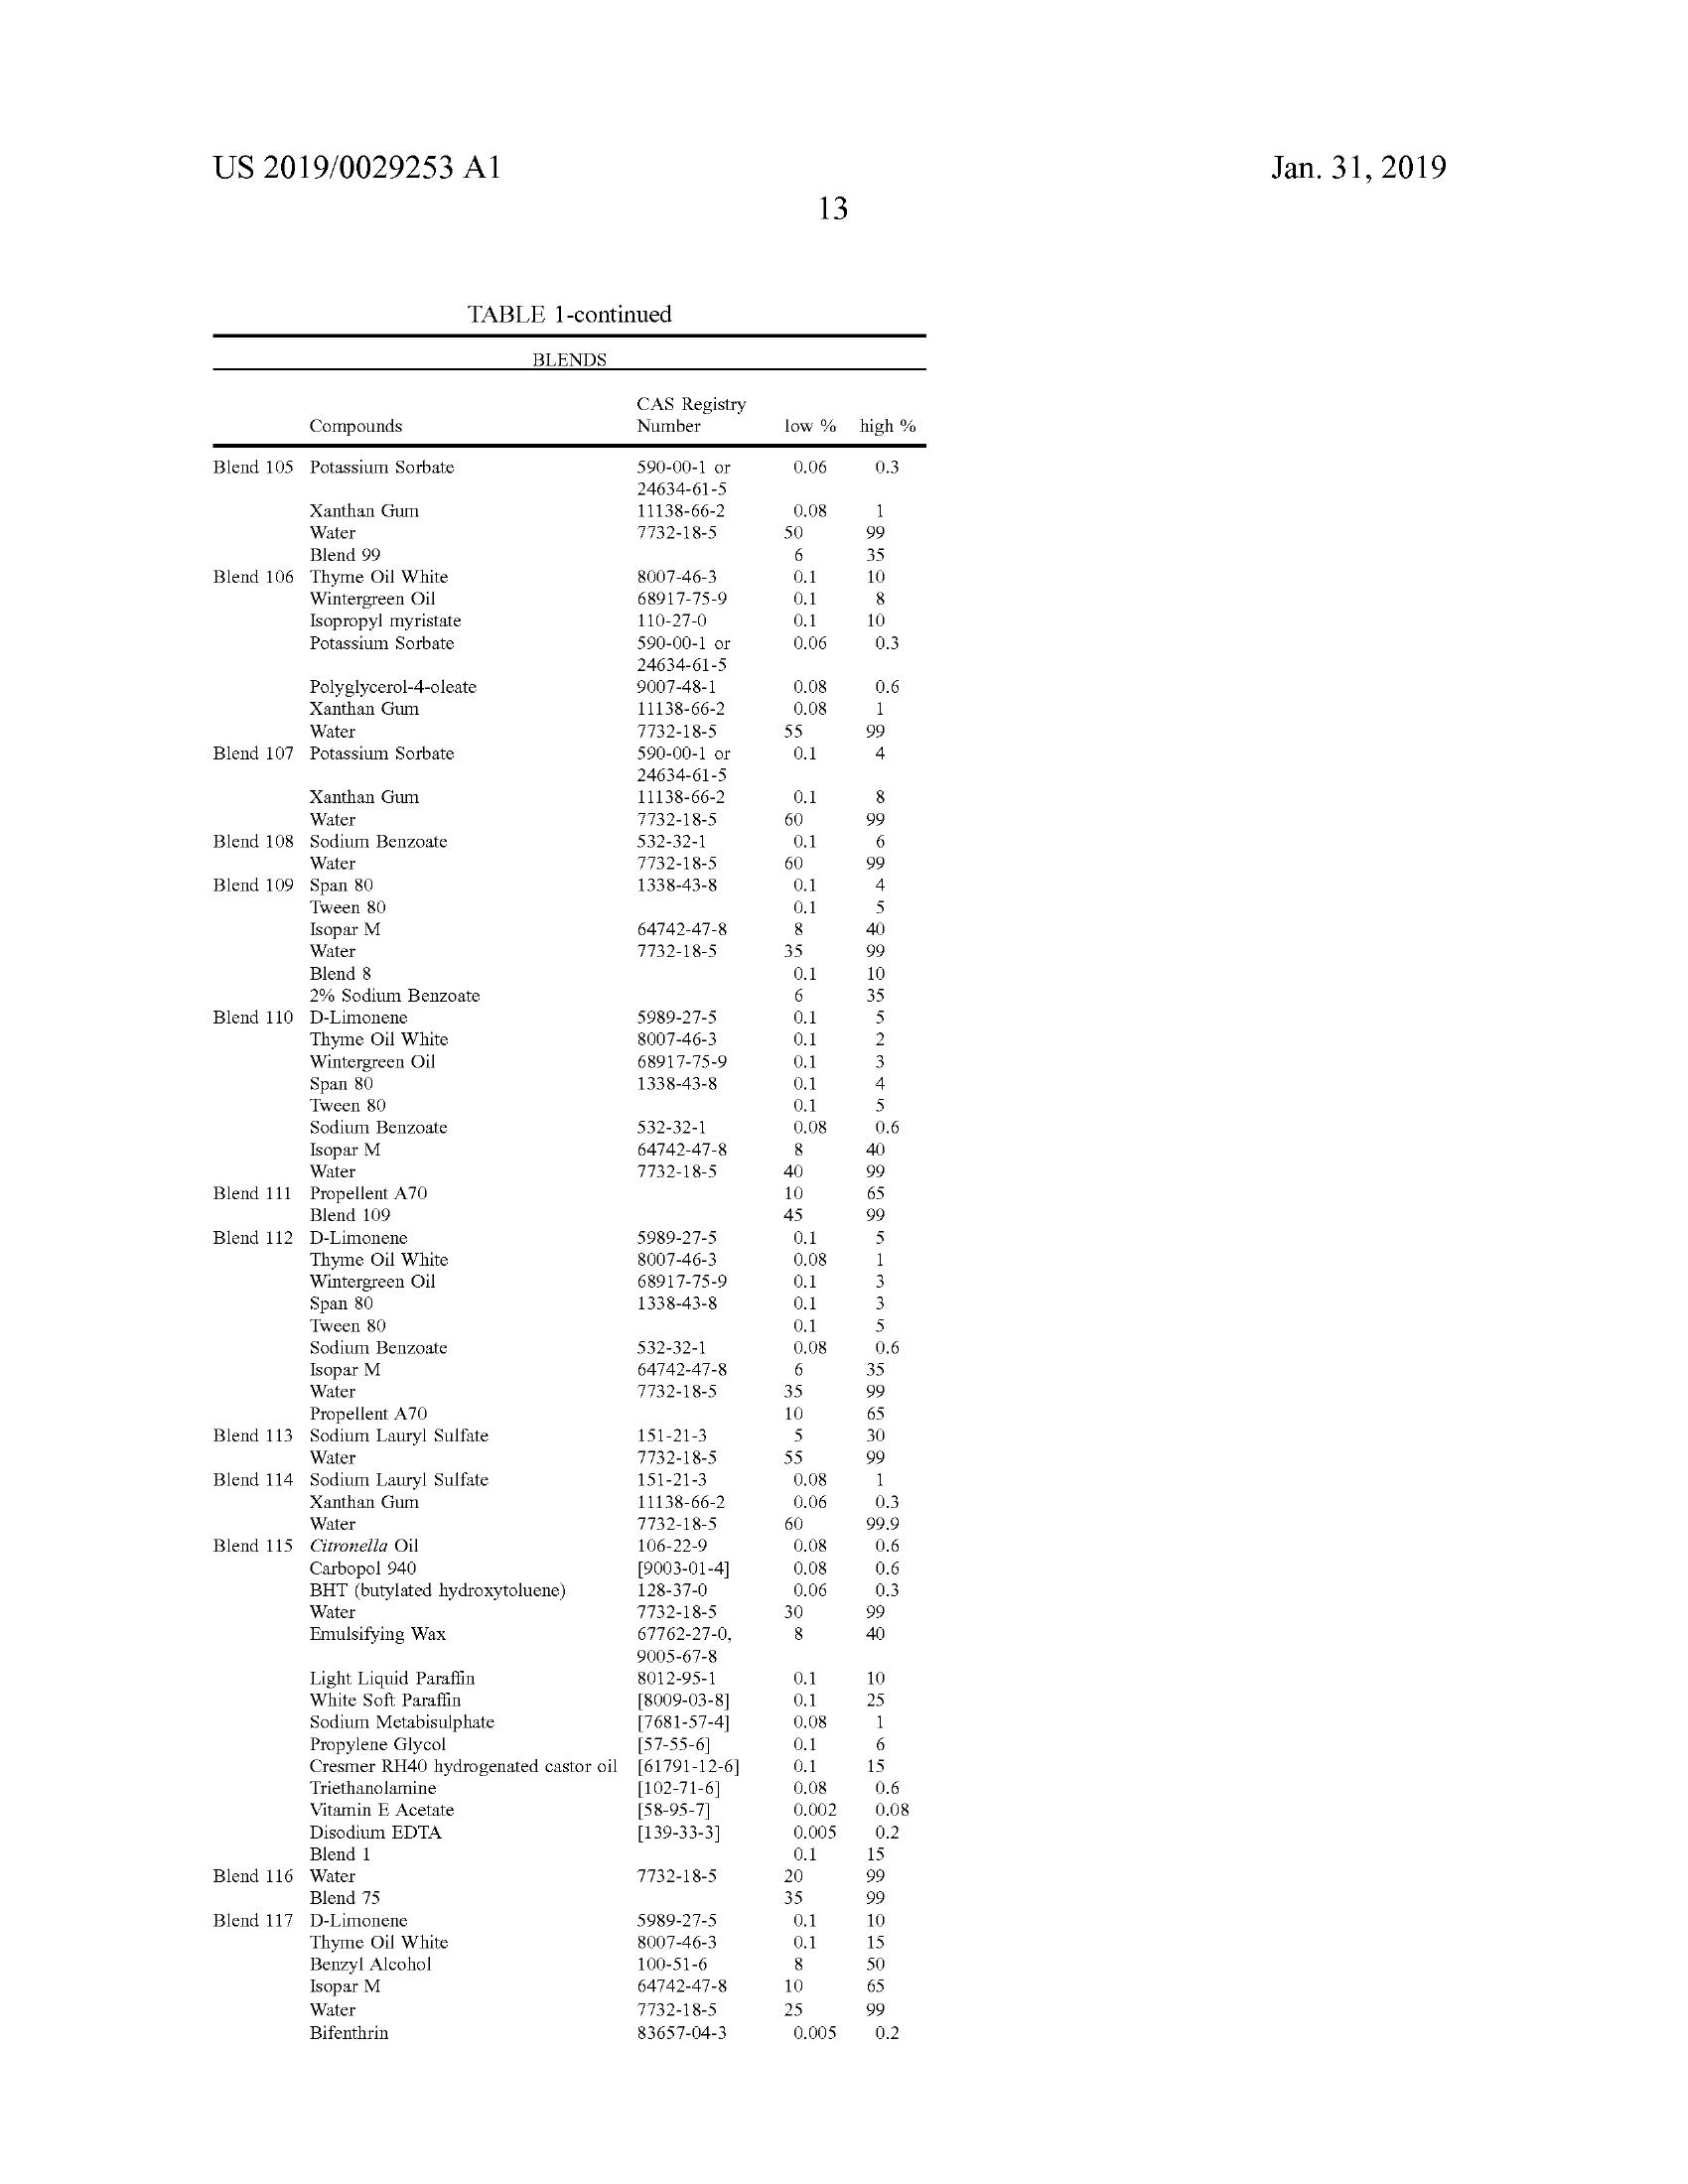 US 2019/0029253 A1 Jan. 31, 2019
13
TABLE 1-continued
BLENDS
CAS Registry
Compounds Number low % high %
Blend 105 Potassium Sorbate 590-00-1 or 0.06 0.3
24634-61-5
Xanthan Gum 11138-66-2 0.08 1
Water 7732-18-5 50 99
Blend 99 6 35
Blend 106 Thyme Oil White 8007-46-3 0.1 10
Wintergreen Oil 68917-75-9 0.1 8
Isopropyl myristate 110-27-0 0.1 10
Potassium Sorbate 590-00-1 or 0.06 0.3
24634-61-5
Polyglycerol-4-oleate 9007-48-1 0.08 0.6
Xanthan Gum 11138-66-2 0.08 1
Water 7732-18-5 55 99
Blend 107 Potassium Sorbate 590-00-1 or 0.1 4
24634-61-5
Xanthan Gum 11138-66-2 0.1 8
Water 7732-18-5 60 99
Blend 108 Sodium Benzoate 532-32-1 0.1 6
Water 7732-18-5 60 99
Blend 109 Span 80 1338-43-8 0.1 4
Tween 80 0.1 5
Isopar M 64742-47-8 8 40
Water 7732-18-5 35 99
Blend 8 0.1 10
2% Sodium Benzoate 6 35
Blend 110 D-Limonene 5989-27-5 0.1 5
Thyme Oil White 8007-46-3 0.1 2
Wintergreen Oil 68917-75-9 0.1 3
Span 80 1338-43-8 0.1 4
Tween 80 0.1 5
Sodium Benzoate 532-32-1 0.08 0.6
Isopar M 64742-47-8 8 40
Water 7732-18-5 40 99
Blend 111 Propellent A70 10 65
Blend 109 45 99
Blend 112 D-Limonene 5989-27-5 0.1 5
Thyme Oil White 8007-46-3 0.08 1
Wintergreen Oil 68917-75-9 0.1 3
Span 80 1338-43-8 0.1 3
Tween 80 0.1 5
Sodium Benzoate 532-32-1 0.08 0.6
Isopar M 64742-47-8 6 35
Water 7732-18-5 35 99
Propellent A70 10 65
Blend 113 Sodium Lauryl Sulfate 151-21-3 5 30
Water 7732-18-5 55 99
Blend 114 Sodium Lauryl Sulfate 151-21-3 0.08 1
Xanthan Gum 11138-66-2 0.06 0.3
Water 7732-18-5 60 99.9
Blend 115 Citronella Oil 106-22-9 0.08 0.6
Carbopol 940 [9003-01-4] 0.08 0.6
BHT (butylated hydroxytoluene) 128-37-0 0.06 0.3
Water 7732-18-5 30 99
Emulsifying Wax 67762-27-0, 8 40
9005-67-8
Light Liquid Paraffin 8012-95-1 0.1 10
White Soft Paraffin [8009-03-8] 0.1 25
Sodium Metabisulphate [7681-57-4] 0.08 1
Propylene Glycol [57-55-6] 0.1 6
Cresmer RH40 hydrogenated castor oil [61791-12-6] 0.1 15
Triethanolamine [102-71-6] 0.08 0.6
Vitamin E Acetate [58-95-7] 0.002 0.08
Disodium EDTA [139-33-3] 0.005 0.2
Blend 1 0.1 15
Blend 116 Water 7732-18-5 20 99
Blend 75 35 99
Blend 117 D-Limonene 5989-27-5 0.1 10
Thyme Oil White 8007-46-3 0.1 15
Benzyl Alcohol 100-51-6 8 50
Isopar M 64742-47-8 10 65
Water 7732-18-5 25 99
Bifenthrin 83657-04-3 0.005 0.2